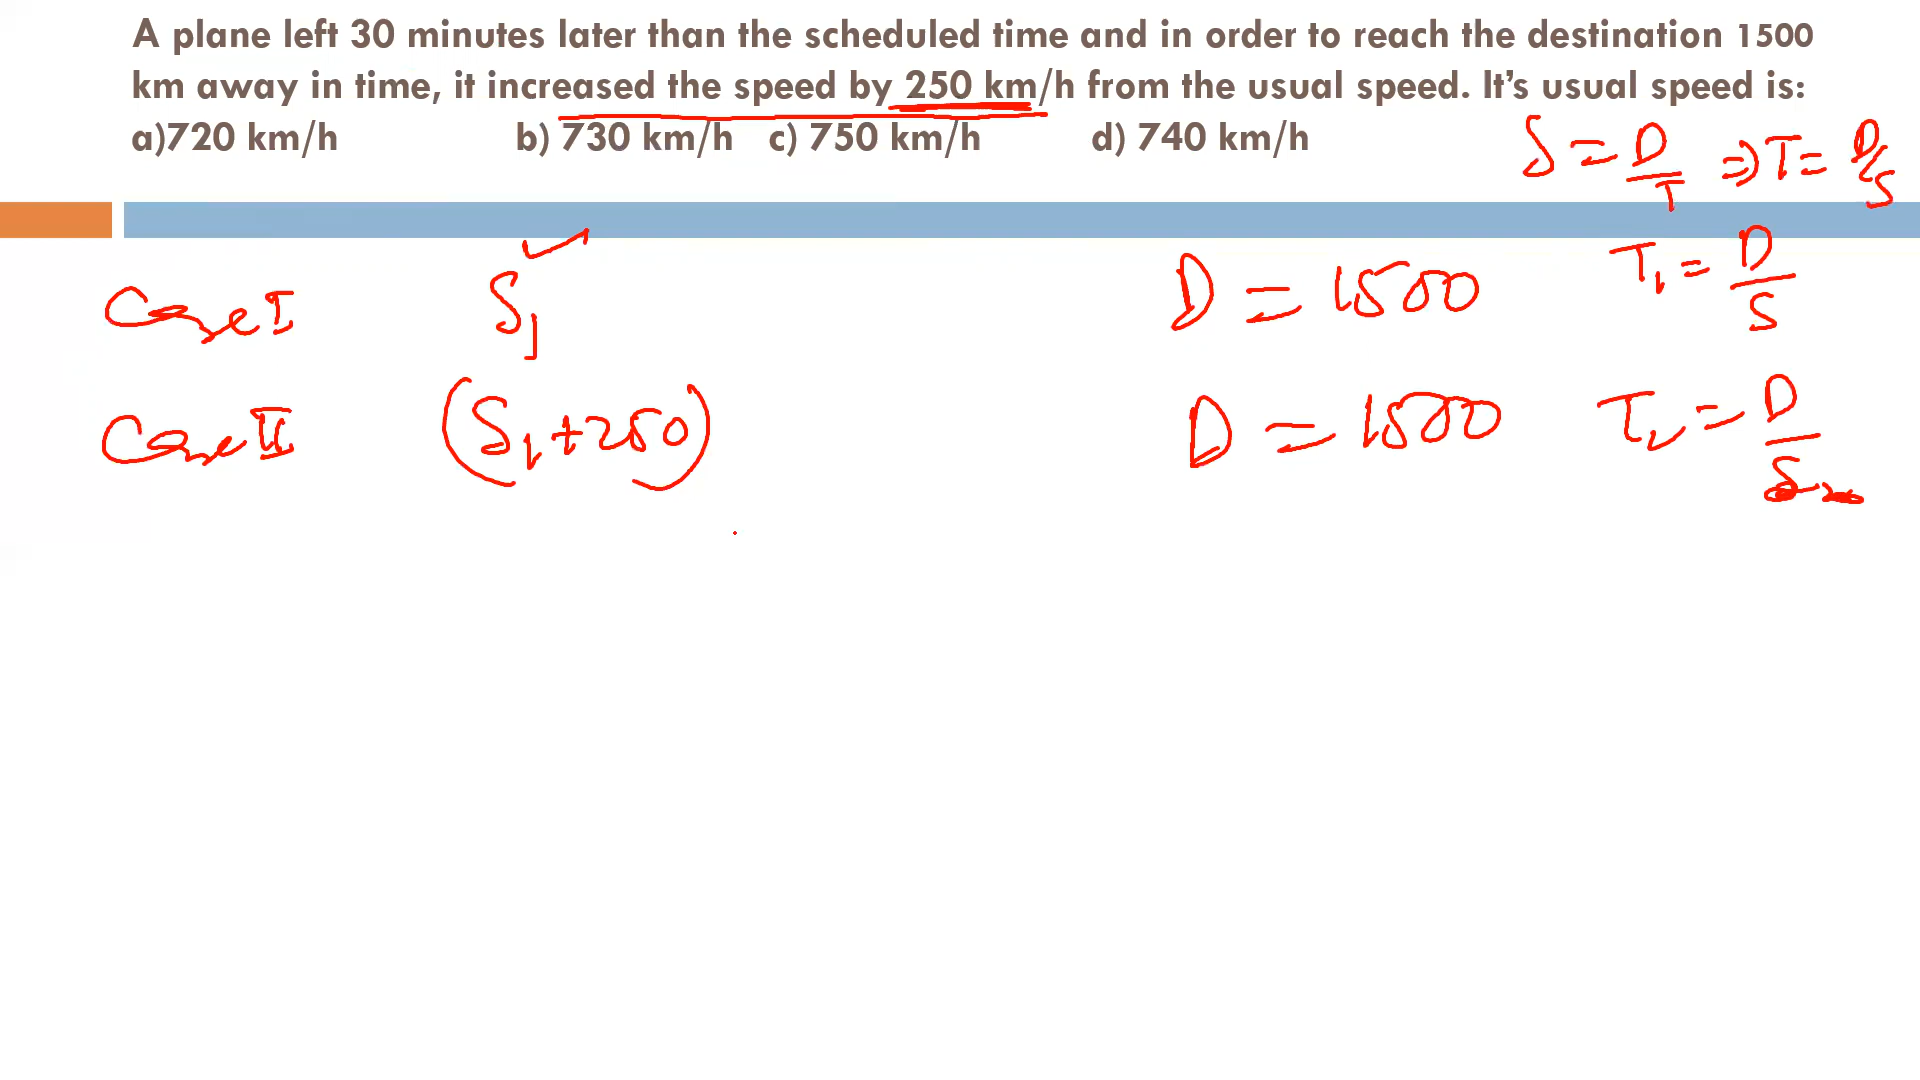 A plane left 30 minutes later than the scheduled time and in order to reach the destination 1500
km away in time, it increased the speed by 250 km/h from the usual speed. It’s usual speed is:
a)720 km/h b) 730 km/h c) 750 km/h d) 740 km/h
S = D/T ⇒ T = D/S
Case I S₁ D = 1500 T₁ = D/S
Case II (S₁+250) D = 1500 T₂ = D/S₂